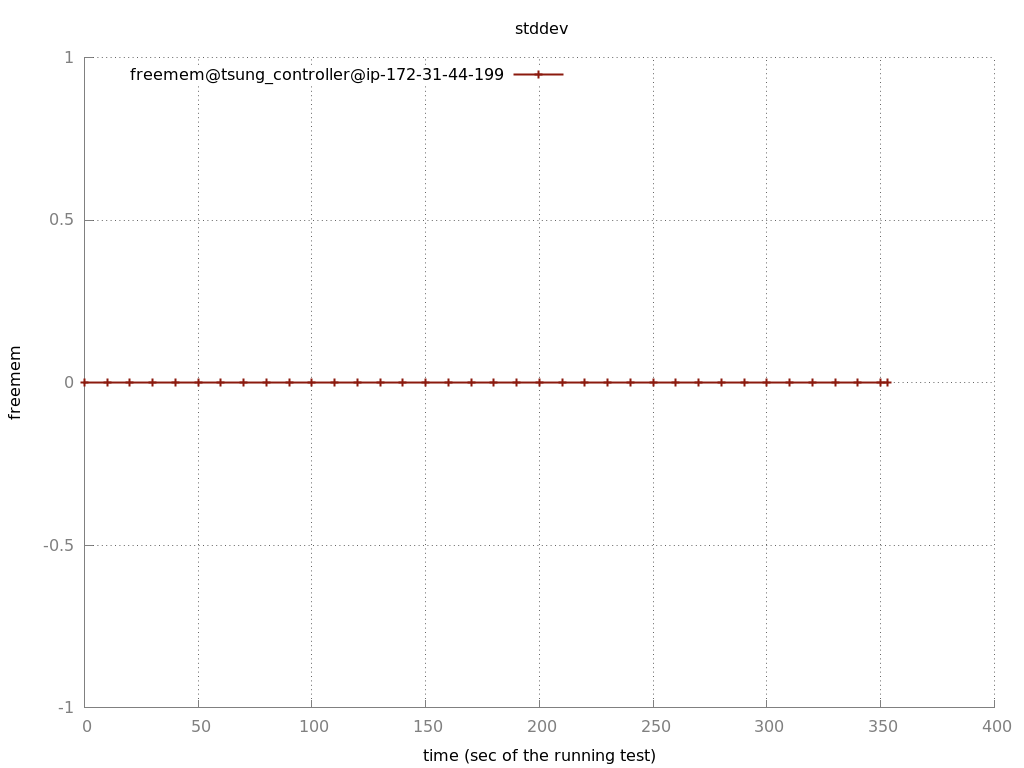 stddev
freemem@tsung_controller@ip-172-31-44-199
1
0.5
0
-0.5
-1
freemem
0 50 100 150 200 250 300 350 400
time (sec of the running test)